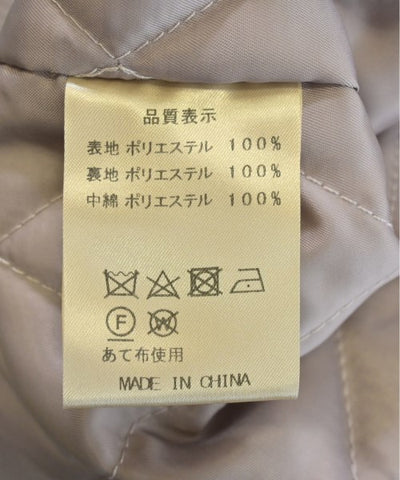 品質表示
表地 ポリエステル 100%
裏地 ポリエステル 100%
中綿 ポリエステル 100%
F W
あて布使用
MADE IN CHINA